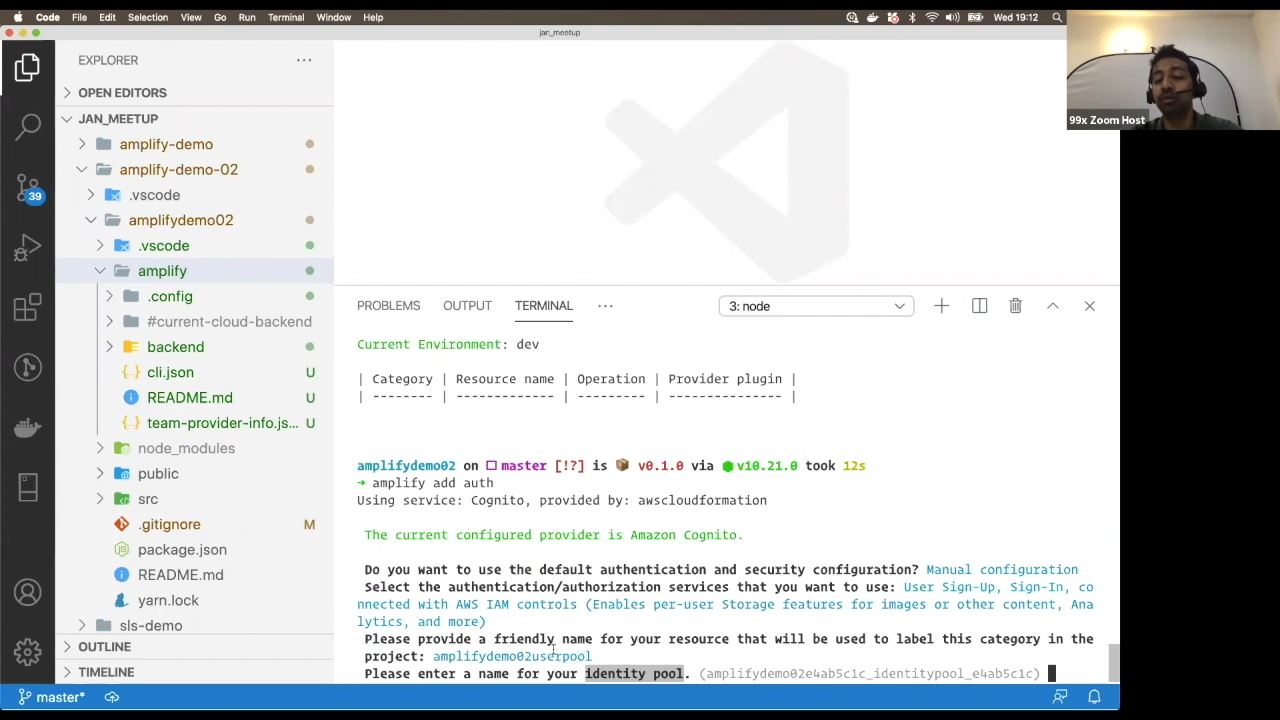 Code File Edit Selection View Go Run Terminal Window Help Wed 19:12
jan_meetup
EXPLORER
OPEN EDITORS
JAN_MEETUP
amplify-demo
amplify-demo-02
.vscode
amplifydemo02
.vscode
amplify
.config
#current-cloud-backend
backend
cli.json U
README.md U
team-provider-info.js... U
node_modules
public
src
.gitignore M
package.json
README.md
yarn.lock
sls-demo
OUTLINE
TIMELINE
39
PROBLEMS OUTPUT TERMINAL ··· 3: node
Current Environment: dev
| Category | Resource name | Operation | Provider plugin |
| -------- | ------------- | --------- | --------------- |
amplifydemo02 on master [!?] is v0.1.0 via v10.21.0 took 12s
➜ amplify add auth
Using service: Cognito, provided by: awscloudformation
The current configured provider is Amazon Cognito.
Do you want to use the default authentication and security configuration? Manual configuration
Select the authentication/authorization services that you want to use: User Sign-Up, Sign-In, co
nnected with AWS IAM controls (Enables per-user Storage features for images or other content, Ana
lytics, and more)
Please provide a friendly name for your resource that will be used to label this category in the
project: amplifydemo02userpool
Please enter a name for your identity pool. (amplifydemo02e4ab5c1c_identitypool_e4ab5c1c)
master*
99x Zoom Host